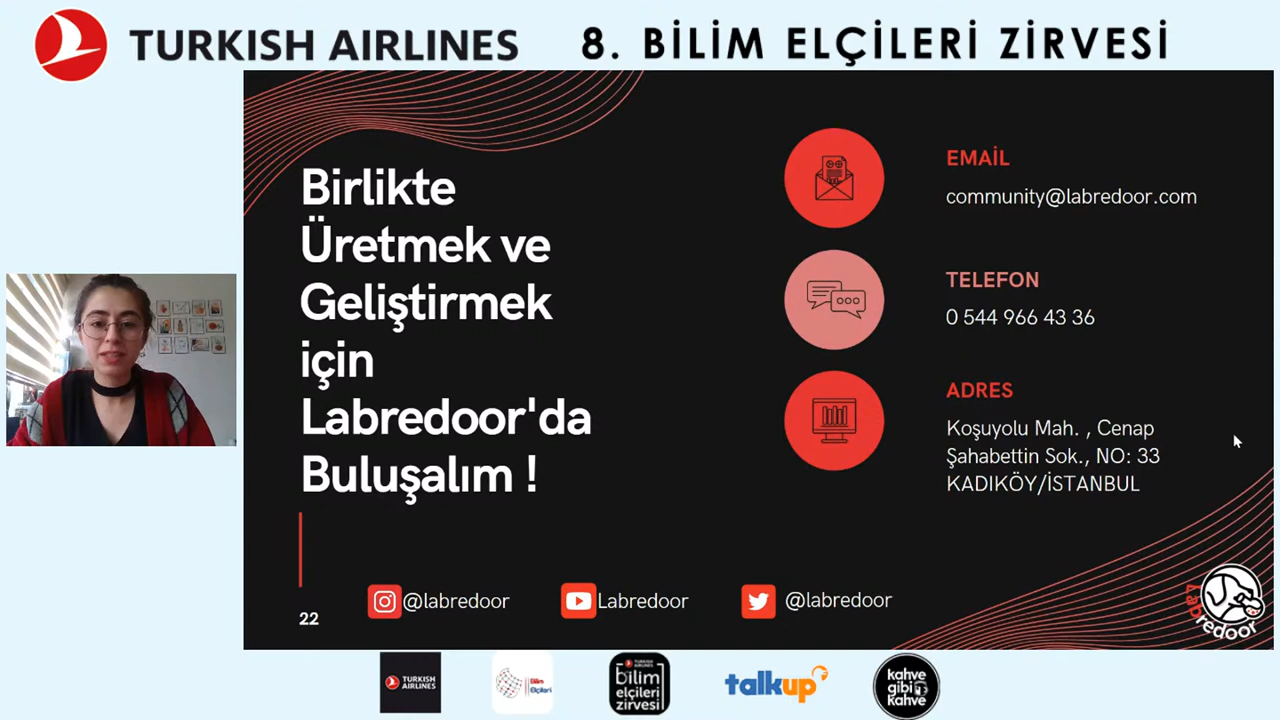 TURKISH AIRLINES
8. BİLİM ELÇİLERİ ZİRVESİ
Birlikte
Üretmek ve
Geliştirmek
için
Labredoor'da
Buluşalım !
EMAİL
community@labredoor.com
TELEFON
0 544 966 43 36
ADRES
Koşuyolu Mah. , Cenap
Şahabettin Sok., NO: 33
KADIKÖY/İSTANBUL
22
@labredoor
Labredoor
@labredoor
Labredoor
TURKISH
AIRLINES
Bilim
Elçileri
TURKISH
AIRLINES
bilim
elçileri
zirvesi
talkup
kahve
gibi
kahve